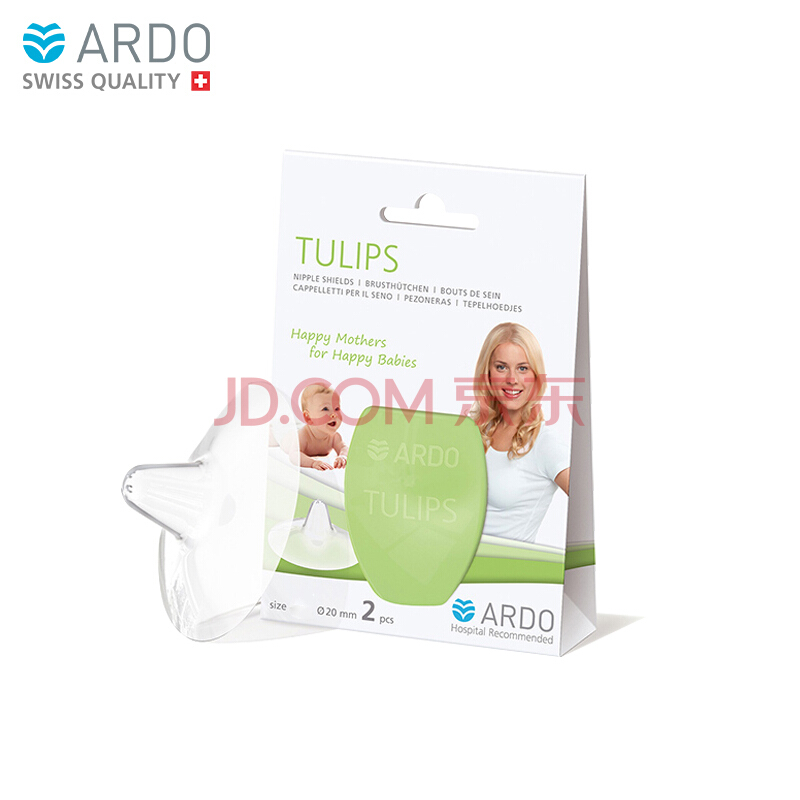 ARDO
SWISS QUALITY
TULIPS
NIPPLE SHIELDS | BRUSTHÜTCHEN | BOUTS DE SEIN
CAPPELLETTI PER IL SENO | PEZONERAS | TEPELHOEDJES
Happy Mothers
for Happy Babies
JD.COM 京东
ARDO
TULIPS
size
Ø 20 mm 2 pcs
ARDO
Hospital Recommended